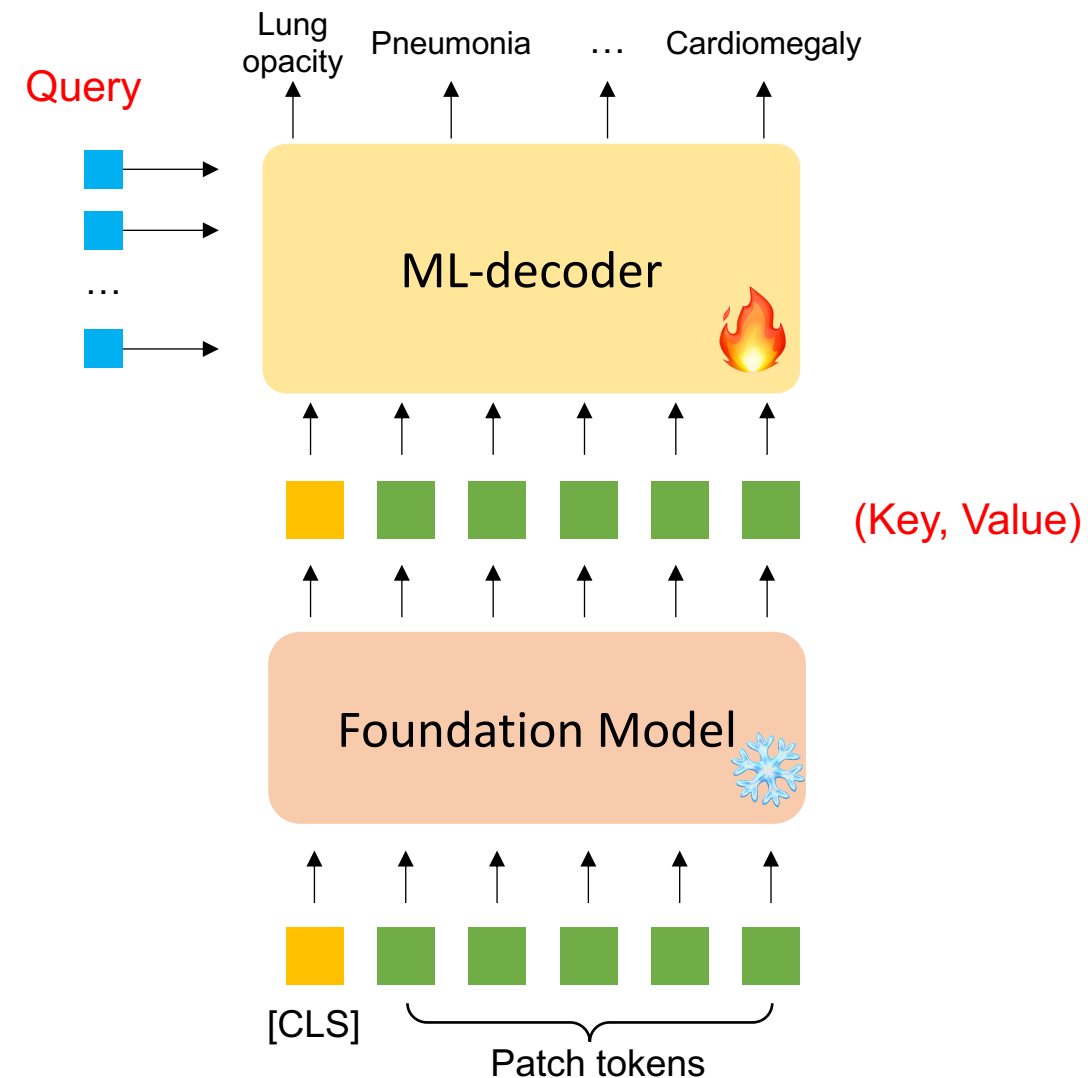 Lung
opacity
Pneumonia
...
Cardiomegaly
Query
...
ML-decoder
(Key, Value)
Foundation Model
[CLS]
Patch tokens